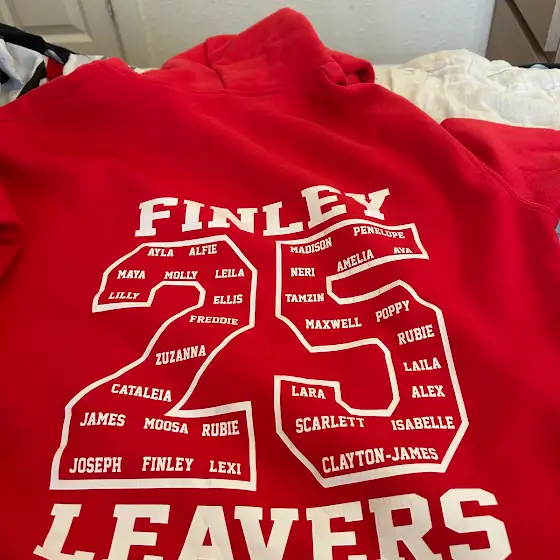 FINLEY
AYLA ALFIE
MAYA MOLLY LEILA
LILLY ELLIS
FREDDIE
ZUZANNA
CATALEIA
JAMES MOOSA RUBIE
JOSEPH FINLEY LEXI
MADISON PENELOPE
NERI AMELIA AVA
TAMZIN
MAXWELL POPPY
RUBIE
LAILA
LARA ALEX
SCARLETT ISABELLE
CLAYTON-JAMES
25
LEAVERS